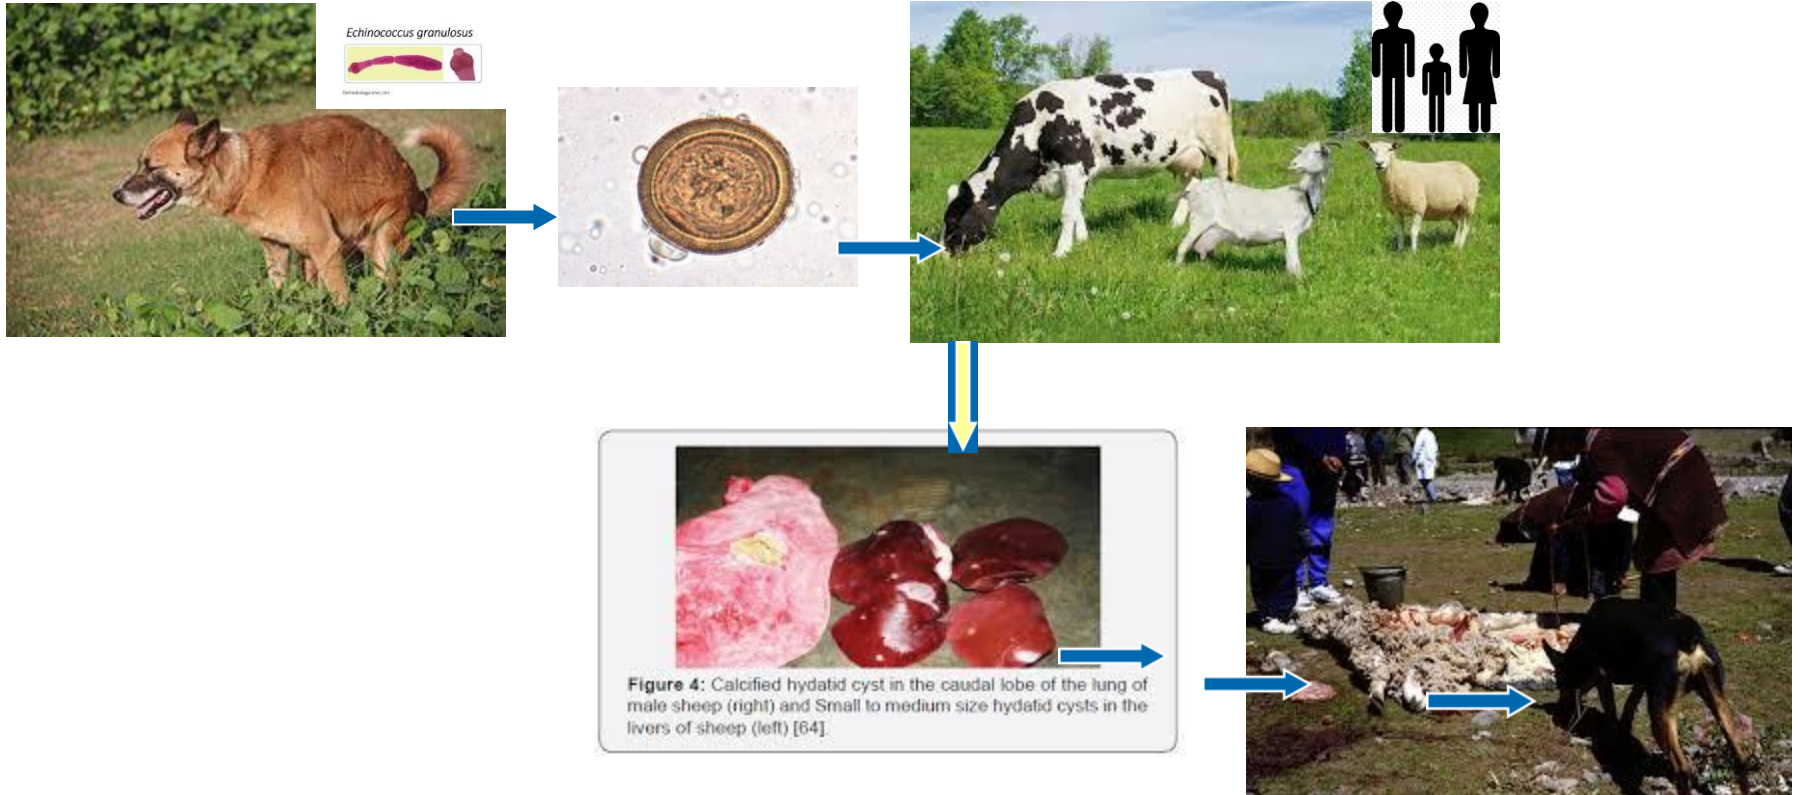 Echinococcus granulosus
Figure 4: Calcified hydatid cyst in the caudal lobe of the lung of
male sheep (right) and Small to medium size hydatid cysts in the
livers of sheep (left) [64].